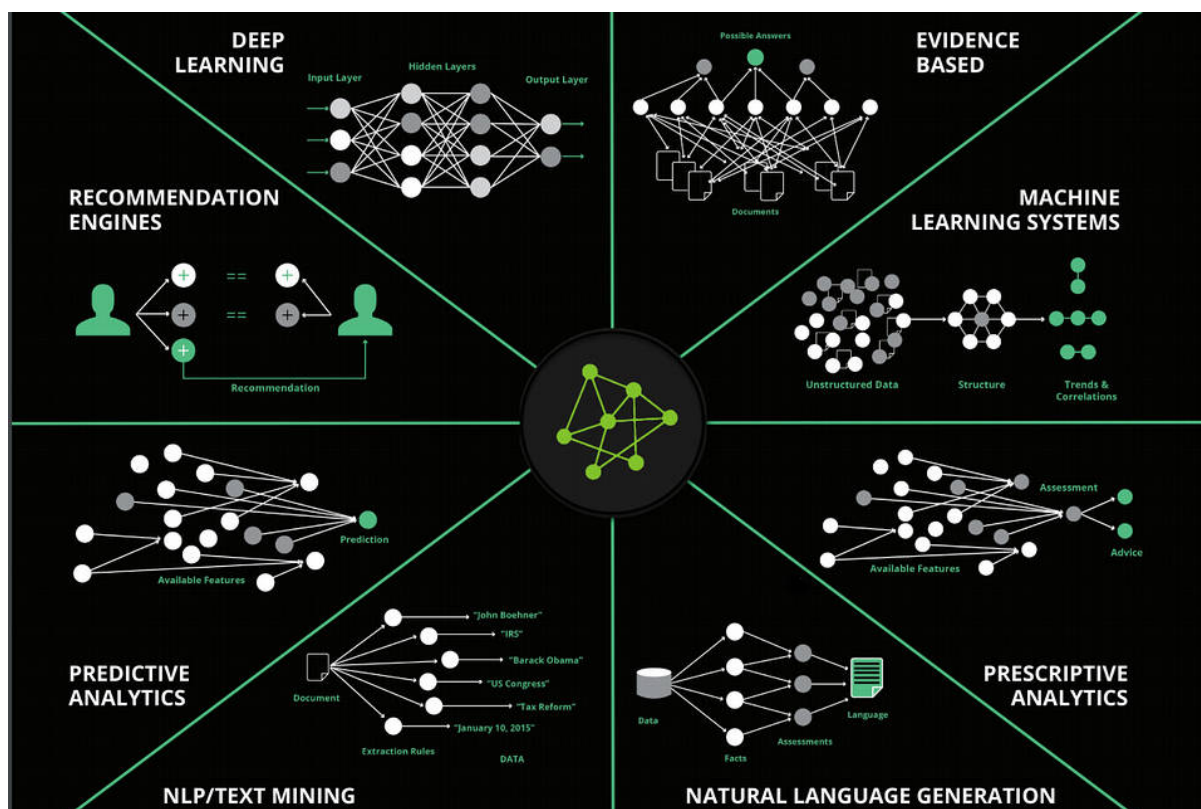 DEEP
LEARNING
Input Layer
Hidden Layers
Output Layer
Possible Answers
EVIDENCE
BASED
Documents
RECOMMENDATION
ENGINES
+ == +
+ == +
+
Recommendation
MACHINE
LEARNING SYSTEMS
Unstructured Data
Structure
Trends &
Correlations
Prediction
Available Features
PREDICTIVE
ANALYTICS
Assessment
Advice
Available Features
PRESCRIPTIVE
ANALYTICS
Document
"John Boehner"
"IRS"
"Barack Obama"
"US Congress"
"Tax Reform"
"January 10, 2015"
Extraction Rules
DATA
NLP/TEXT MINING
Data
Facts
Assessments
Language
NATURAL LANGUAGE GENERATION